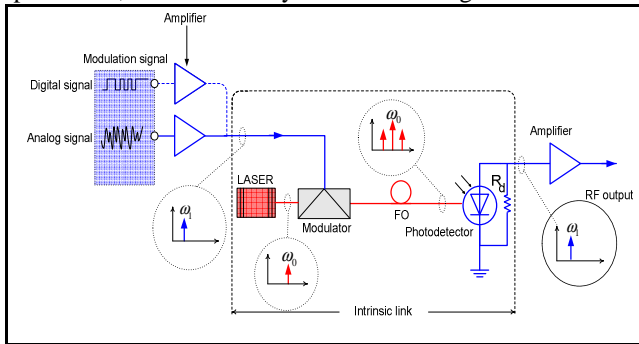 Amplifier
Modulation signal
Digital signal
Analog signal
ω₁
LASER
ω₀
Modulator
ω₀
FO
Photodetector
R_d
Amplifier
RF output
ω₁
Intrinsic link